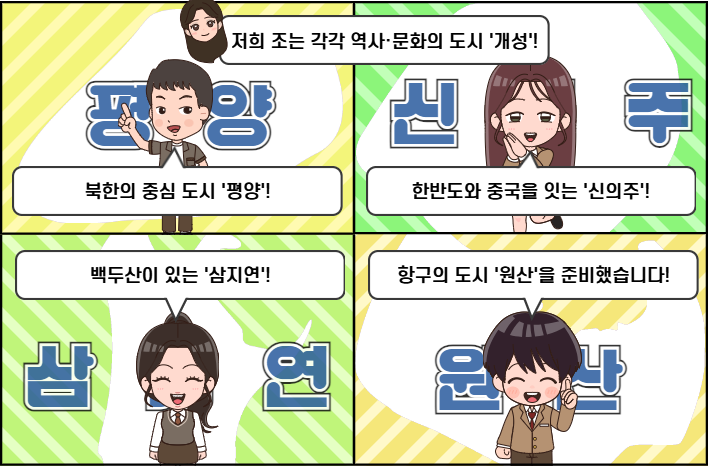 저희 조는 각각 역사·문화의 도시 '개성'!
평양
북한의 중심 도시 '평양'!
신 주
한반도와 중국을 잇는 '신의주'!
백두산이 있는 '삼지연'!
삼 연
항구의 도시 '원산'을 준비했습니다!
원 산